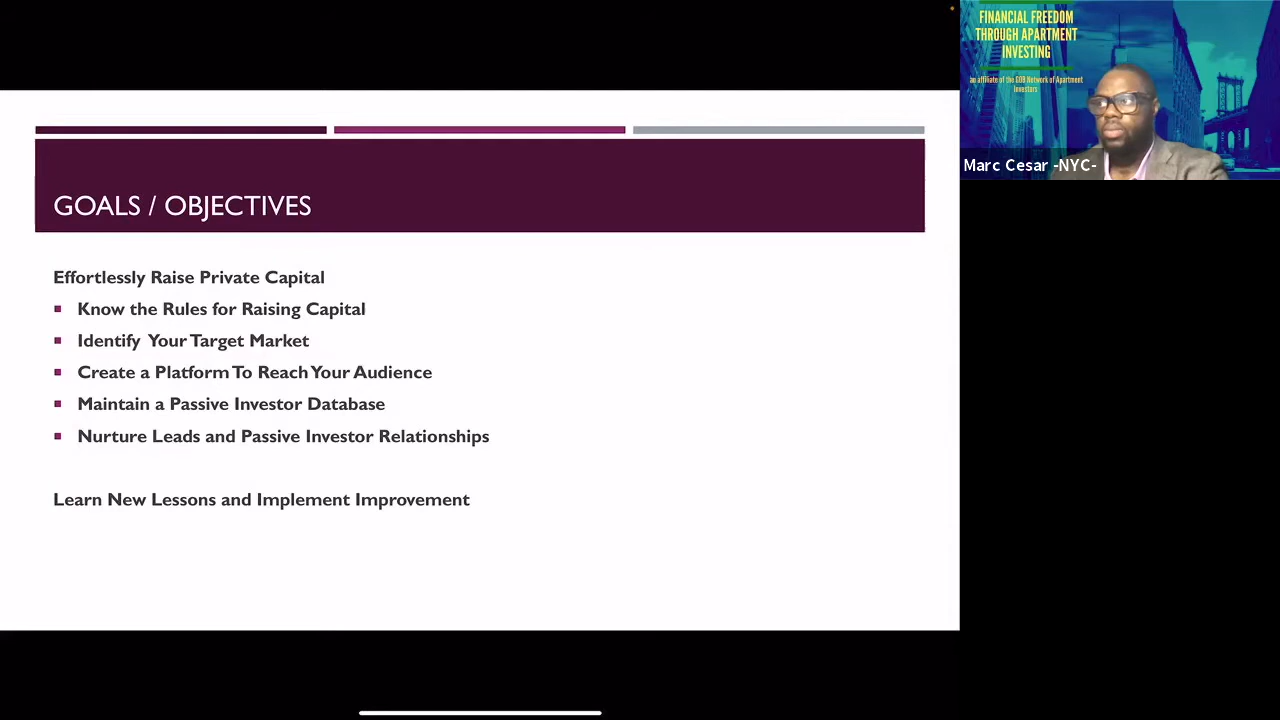 GOALS / OBJECTIVES
Effortlessly Raise Private Capital
Know the Rules for Raising Capital
Identify Your Target Market
Create a Platform To Reach Your Audience
Maintain a Passive Investor Database
Nurture Leads and Passive Investor Relationships
Learn New Lessons and Implement Improvement
FINANCIAL FREEDOM
THROUGH APARTMENT
INVESTING
an affiliate of the GOB Network of Apartment
Investors
Marc Cesar -NYC-